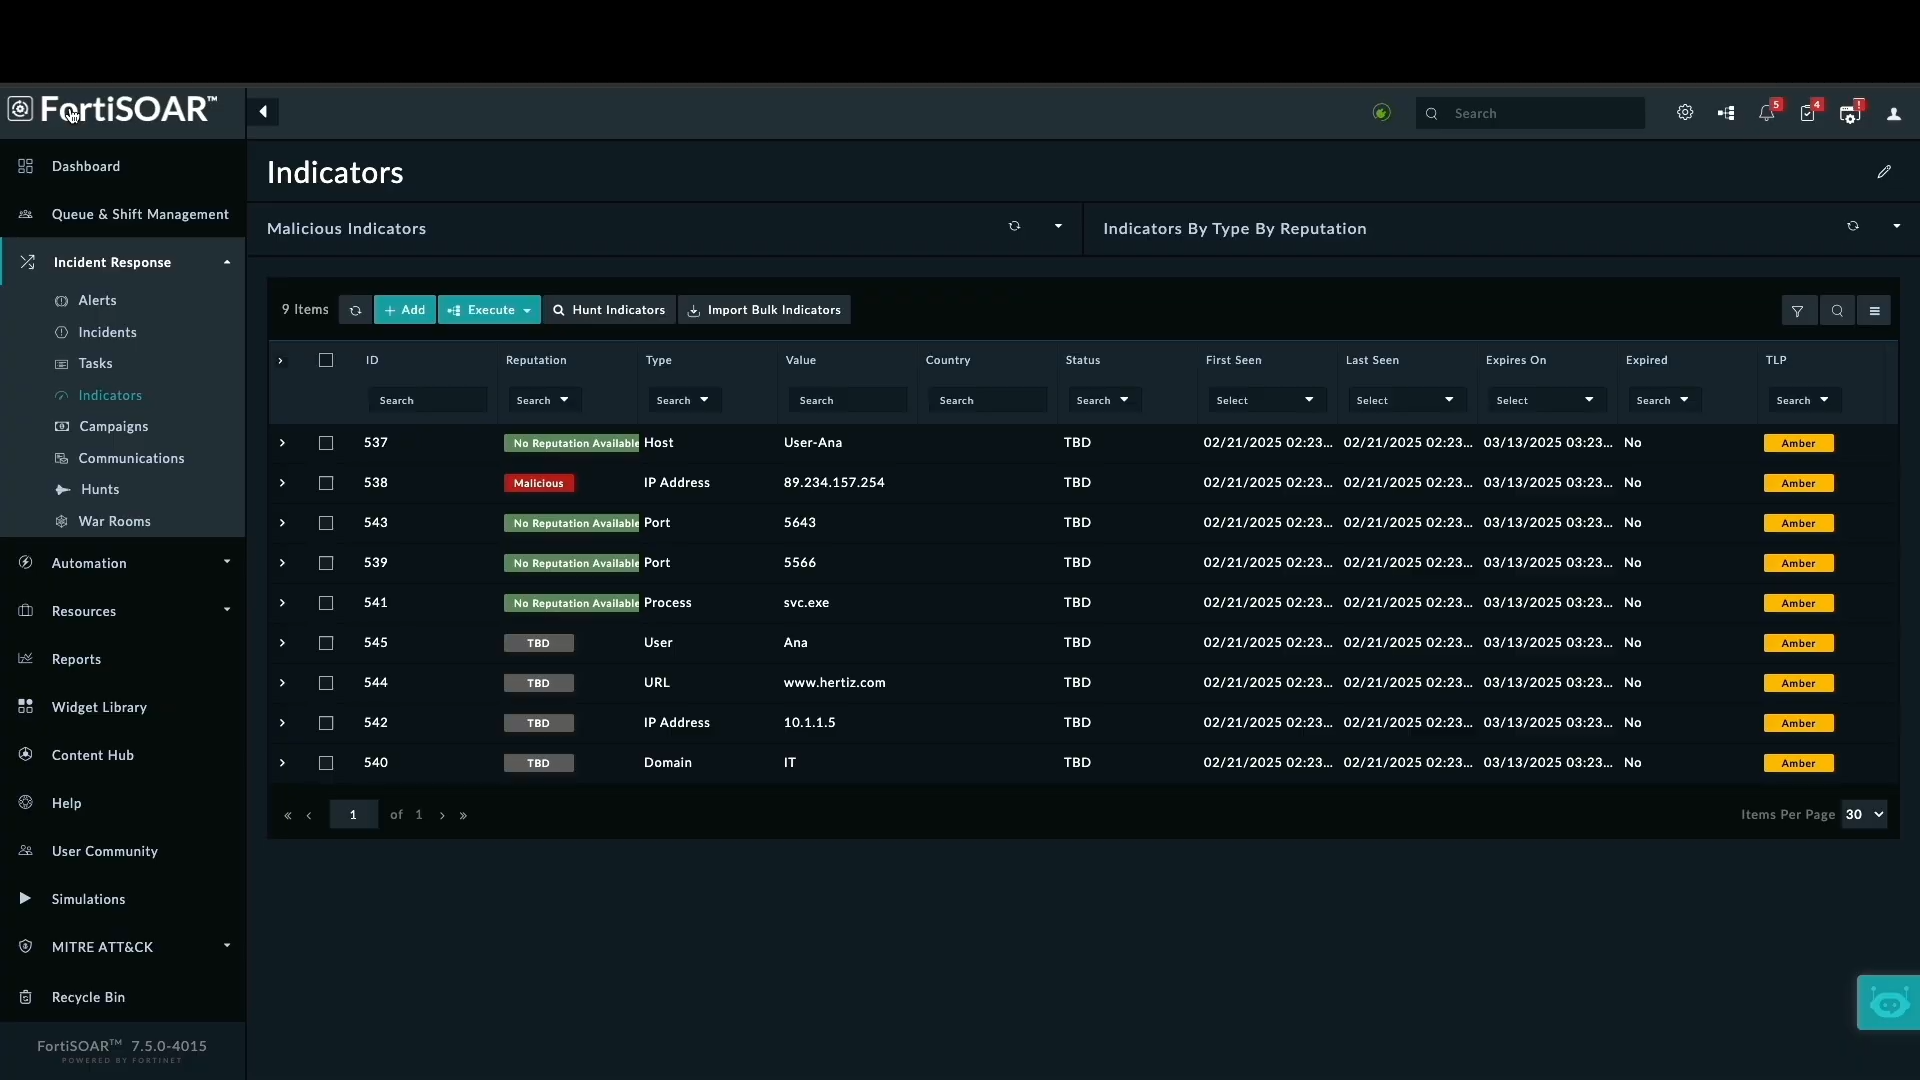 FortiSOAR™
Search
5
4
!
Dashboard
Queue & Shift Management
Incident Response
Alerts
Incidents
Tasks
Indicators
Campaigns
Communications
Hunts
War Rooms
Automation
Resources
Reports
Widget Library
Content Hub
Help
User Community
Simulations
MITRE ATT&CK
Recycle Bin
FortiSOAR™ 7.5.0-4015
POWERED BY FORTINET
Indicators
Malicious Indicators
Indicators By Type By Reputation
9 Items + Add Execute Hunt Indicators Import Bulk Indicators
ID Reputation Type Value Country Status First Seen Last Seen Expires On Expired TLP
Search Search Search Search Search Search Select Select Select Search Search
537 No Reputation Available Host User-Ana TBD 02/21/2025 02:23... 02/21/2025 02:23... 03/13/2025 03:23... No Amber
538 Malicious IP Address 89.234.157.254 TBD 02/21/2025 02:23... 02/21/2025 02:23... 03/13/2025 03:23... No Amber
543 No Reputation Available Port 5643 TBD 02/21/2025 02:23... 02/21/2025 02:23... 03/13/2025 03:23... No Amber
539 No Reputation Available Port 5566 TBD 02/21/2025 02:23... 02/21/2025 02:23... 03/13/2025 03:23... No Amber
541 No Reputation Available Process svc.exe TBD 02/21/2025 02:23... 02/21/2025 02:23... 03/13/2025 03:23... No Amber
545 TBD User Ana TBD 02/21/2025 02:23... 02/21/2025 02:23... 03/13/2025 03:23... No Amber
544 TBD URL www.hertiz.com TBD 02/21/2025 02:23... 02/21/2025 02:23... 03/13/2025 03:23... No Amber
542 TBD IP Address 10.1.1.5 TBD 02/21/2025 02:23... 02/21/2025 02:23... 03/13/2025 03:23... No Amber
540 TBD Domain IT TBD 02/21/2025 02:23... 02/21/2025 02:23... 03/13/2025 03:23... No Amber
« ‹ 1 of 1 › »
Items Per Page 30